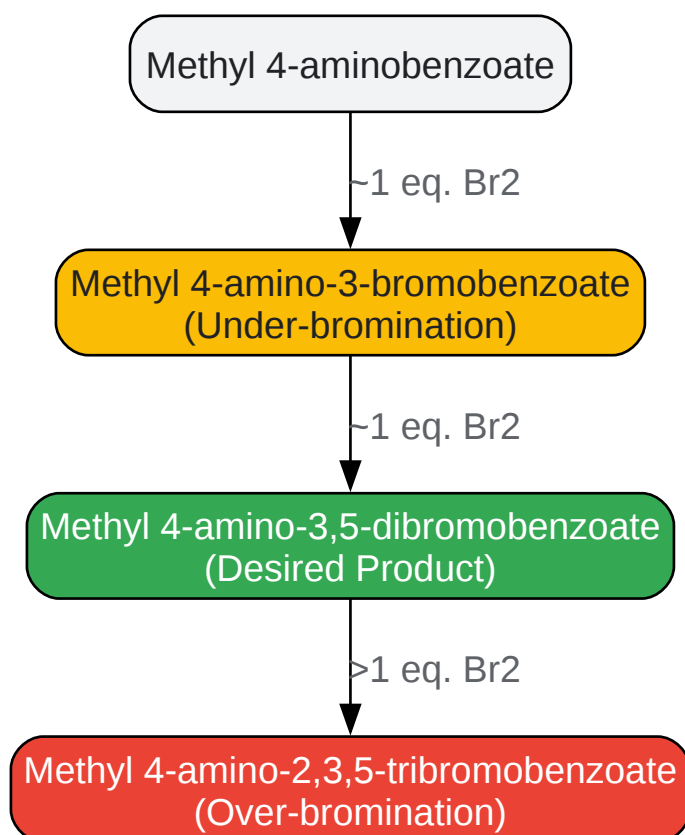 Methyl 4-aminobenzoate
~1 eq. Br2
Methyl 4-amino-3-bromobenzoate
(Under-bromination)
~1 eq. Br2
Methyl 4-amino-3,5-dibromobenzoate
(Desired Product)
>1 eq. Br2
Methyl 4-amino-2,3,5-tribromobenzoate
(Over-bromination)